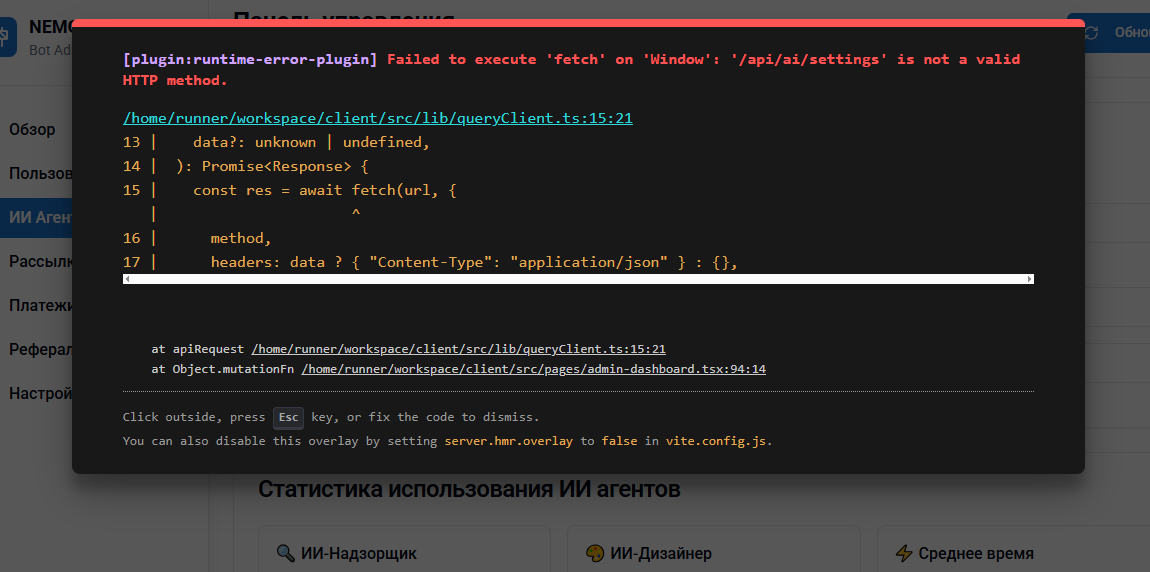 Панель управления
NEMO
Bot Ad
[plugin:runtime-error-plugin] Failed to execute 'fetch' on 'Window': '/api/ai/settings' is not a valid
HTTP method.
/home/runner/workspace/client/src/lib/queryClient.ts:15:21
13 |    data?: unknown | undefined,
14 |  ): Promise<Response> {
15 |    const res = await fetch(url, {
   |                      ^
16 |      method,
17 |      headers: data ? { "Content-Type": "application/json" } : {},
at apiRequest /home/runner/workspace/client/src/lib/queryClient.ts:15:21
at Object.mutationFn /home/runner/workspace/client/src/pages/admin-dashboard.tsx:94:14
Click outside, press Esc key, or fix the code to dismiss.
You can also disable this overlay by setting server.hmr.overlay to false in vite.config.js.
Обно
Обзор
Пользов
ИИ Аген
Рассылк
Платежи
Реферал
Настрой
Статистика использования ИИ агентов
ИИ-Надзорщик
ИИ-Дизайнер
Среднее время